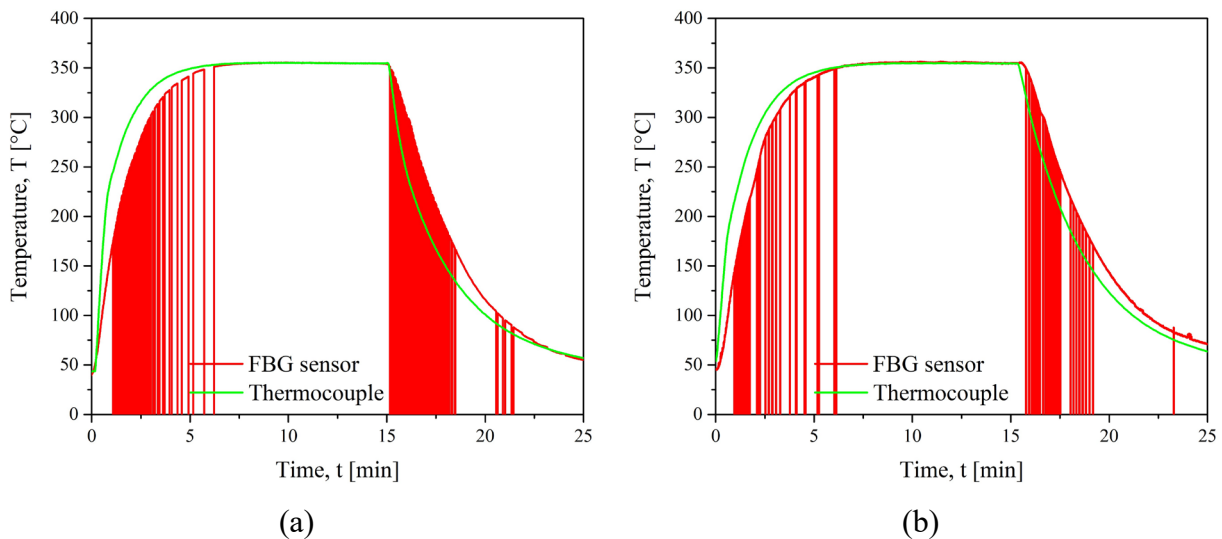 400
350
300
250
200
150
100
50
0
Temperature, T [°C]
FBG sensor
Thermocouple
0 5 10 15 20 25
Time, t [min]
(a)
400
350
300
250
200
150
100
50
0
Temperature, T [°C]
FBG sensor
Thermocouple
0 5 10 15 20 25
Time, t [min]
(b)